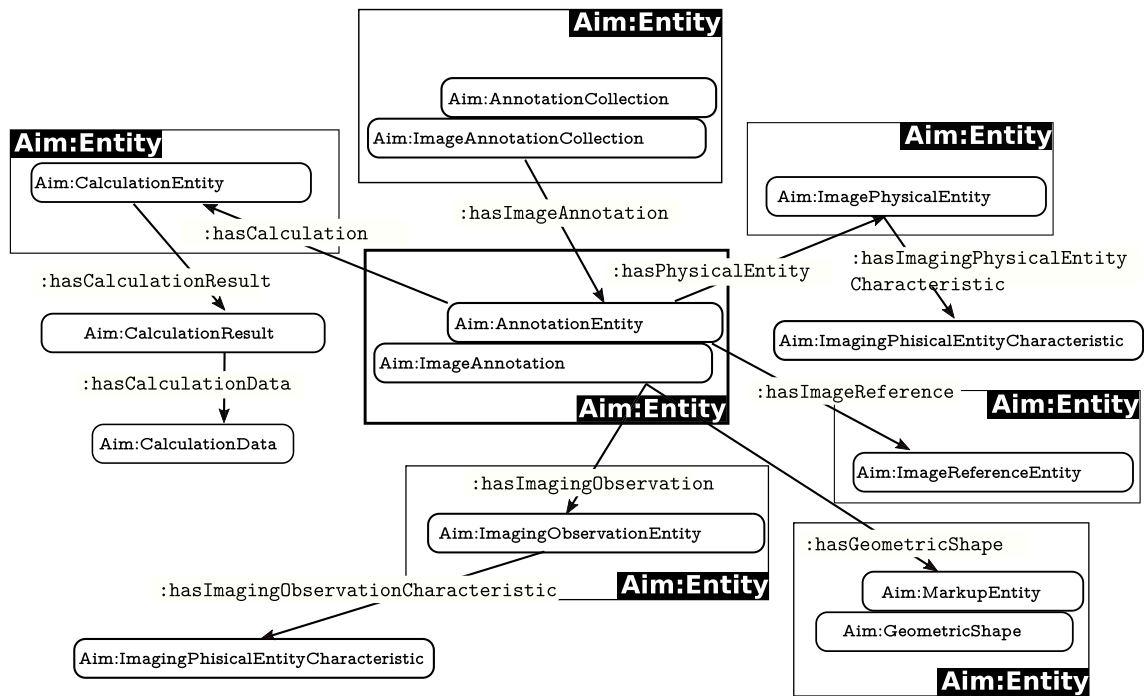 Aim:Entity
Aim:AnnotationCollection
Aim:ImageAnnotationCollection
Aim:Entity
Aim:CalculationEntity
Aim:Entity
Aim:ImagePhysicalEntity
:hasImageAnnotation
:hasCalculation
:hasPhysicalEntity
:hasImagingPhysicalEntity
Characteristic
:hasCalculationResult
Aim:CalculationResult
Aim:AnnotationEntity
Aim:ImagingPhisicalEntityCharacteristic
Aim:ImageAnnotation
:hasCalculationData
:hasImageReference
Aim:Entity
Aim:Entity
Aim:CalculationData
Aim:ImageReferenceEntity
:hasImagingObservation
Aim:ImagingObservationEntity
:hasGeometricShape
Aim:Entity
:hasImagingObservationCharacteristic
Aim:MarkupEntity
Aim:GeometricShape
Aim:ImagingPhisicalEntityCharacteristic
Aim:Entity